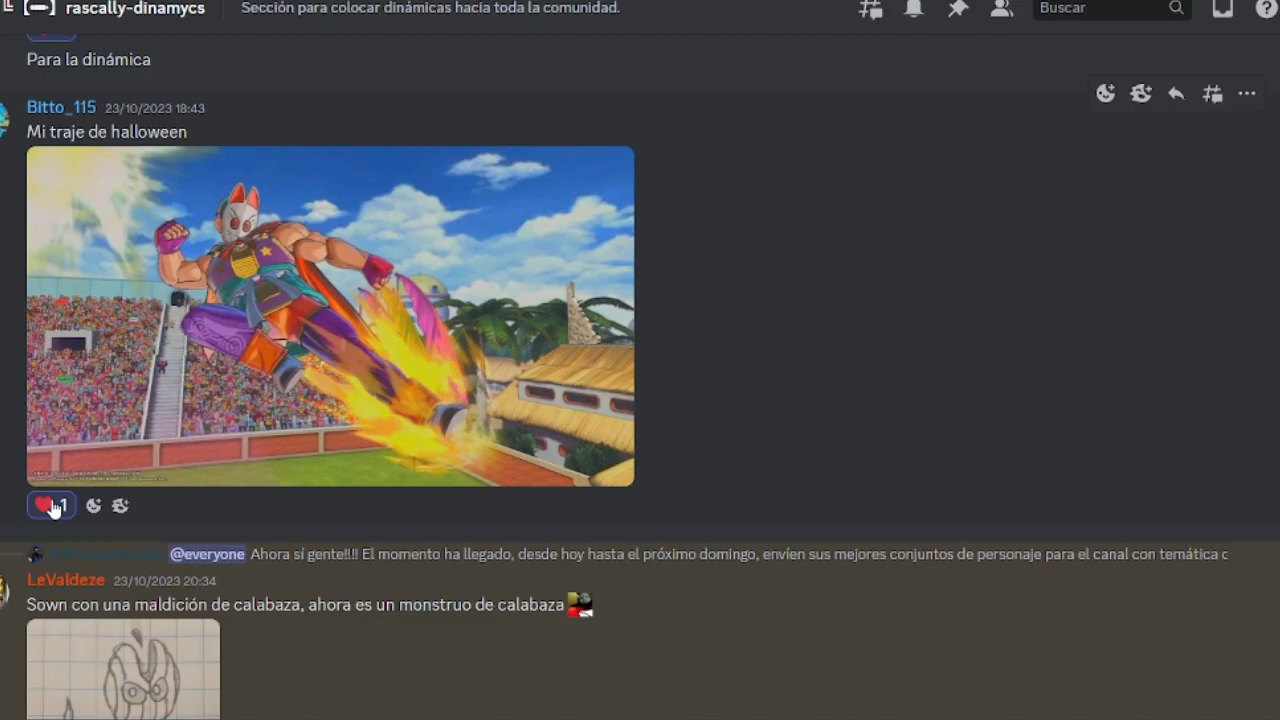 rascally-dinamycs
Sección para colocar dinámicas hacia toda la comunidad.
Buscar
Para la dinámica
BItto_115 23/10/2023 18:43
Mi traje de halloween
1
@everyone Ahora sí gente!!!! El momento ha llegado, desde hoy hasta el próximo domingo, envíen sus mejores conjuntos de personaje para el canal con temática
LeValdeze 23/10/2023 20:34
Sown con una maldición de calabaza, ahora es un monstruo de calabaza